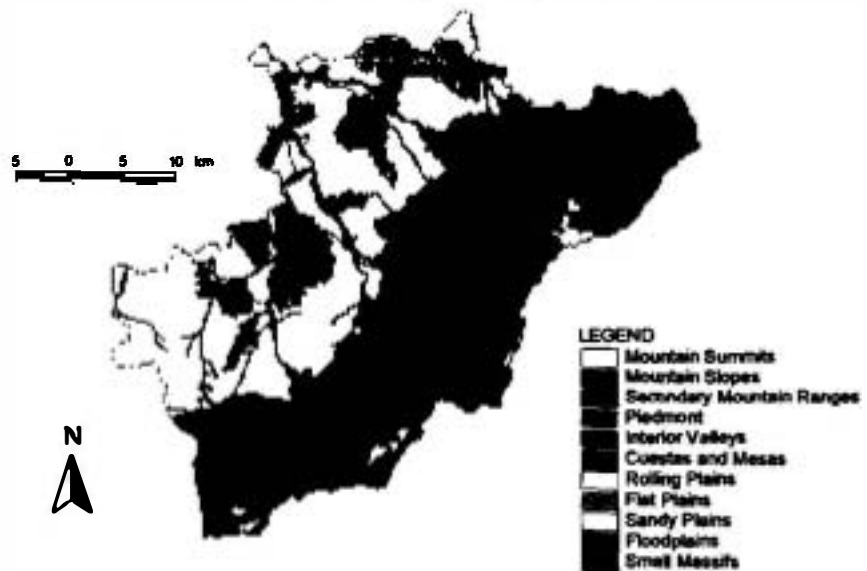 5 0 5 10 km
LEGEND
Mountain Summits
Mountain Slopes
Secondary Mountain Ranges
Piedmont
Interior Valleys
Cuestas and Mesas
Rolling Plains
Flat Plains
Sandy Plains
Floodplains
Small Massifs
N